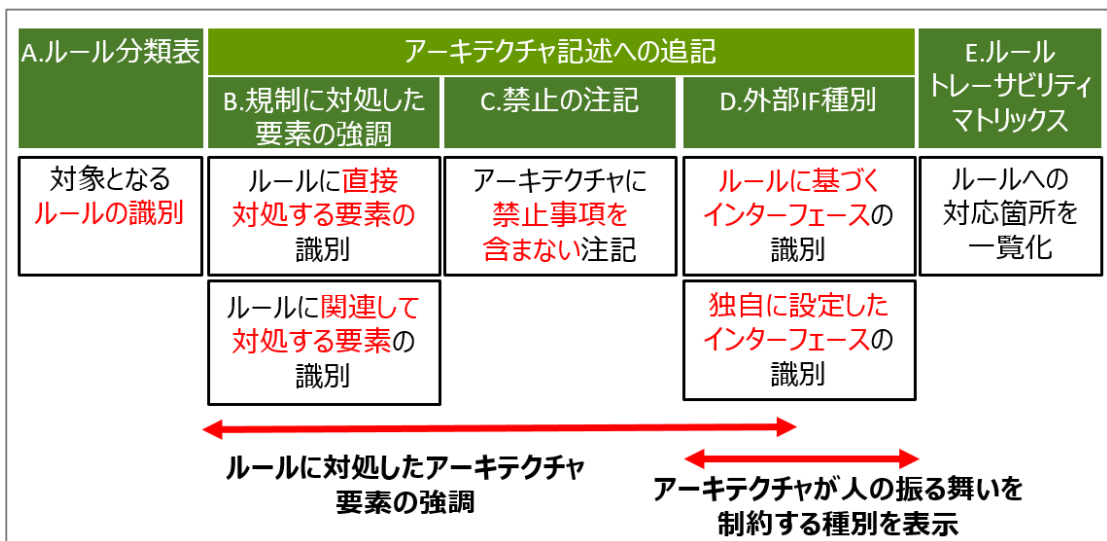 A.ルール分類表
アーキテクチャ記述への追記
B.規制に対処した
要素の強調
C.禁止の注記
D.外部IF種別
E.ルール
トレーサビリティ
マトリックス
対象となる
ルールの識別
ルールに直接
対処する要素の
識別
アーキテクチャに
禁止事項を
含まない注記
ルールに基づく
インターフェースの
識別
ルールへの
対応箇所を
一覧化
ルールに関連して
対処する要素の
識別
独自に設定した
インターフェースの
識別
ルールに対処したアーキテクチャ
要素の強調
アーキテクチャが人の振る舞いを
制約する種別を表示